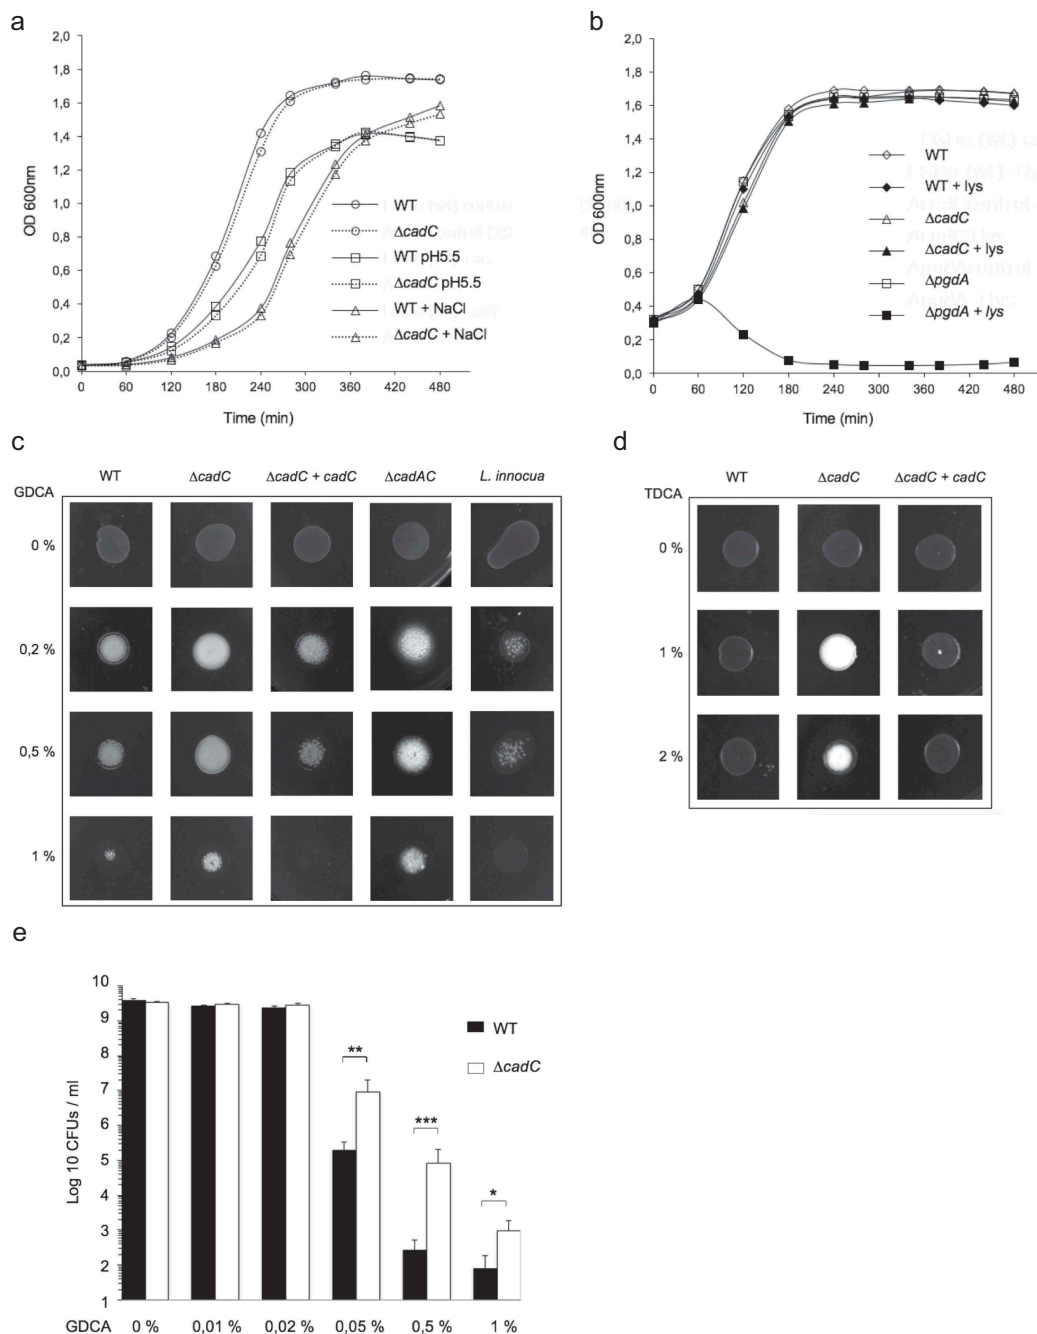 a
2,0
1,8
1,6
1,4
1,2
1,0
0,8
0,6
0,4
0,2
0,0
OD 600nm
0 60 120 180 240 300 360 420 480
Time (min)
WT
ΔcadC
WT pH5.5
ΔcadC pH5.5
WT + NaCl
ΔcadC + NaCl
b
2,0
1,8
1,6
1,4
1,2
1,0
0,8
0,6
0,4
0,2
0,0
OD 600nm
0 60 120 180 240 300 360 420 480
Time (min)
WT
WT + lys
ΔcadC
ΔcadC + lys
ΔpgdA
ΔpgdA + lys
c
WT ΔcadC ΔcadC + cadC ΔcadAC L. innocua
GDCA
0 %
0,2 %
0,5 %
1 %
d
WT ΔcadC ΔcadC + cadC
TDCA
0 %
1 %
2 %
e
10
9
8
7
6
5
4
3
2
1
Log 10 CFUs / ml
WT
ΔcadC
**
***
*
GDCA 0 % 0,01 % 0,02 % 0,05 % 0,5 % 1 %